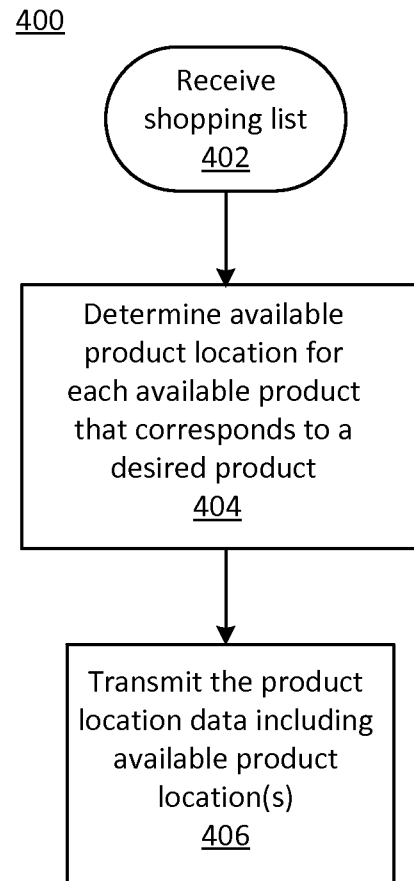 400
Receive
shopping list
402
Determine available
product location for
each available product
that corresponds to a
desired product
404
Transmit the product
location data including
available product
location(s)
406